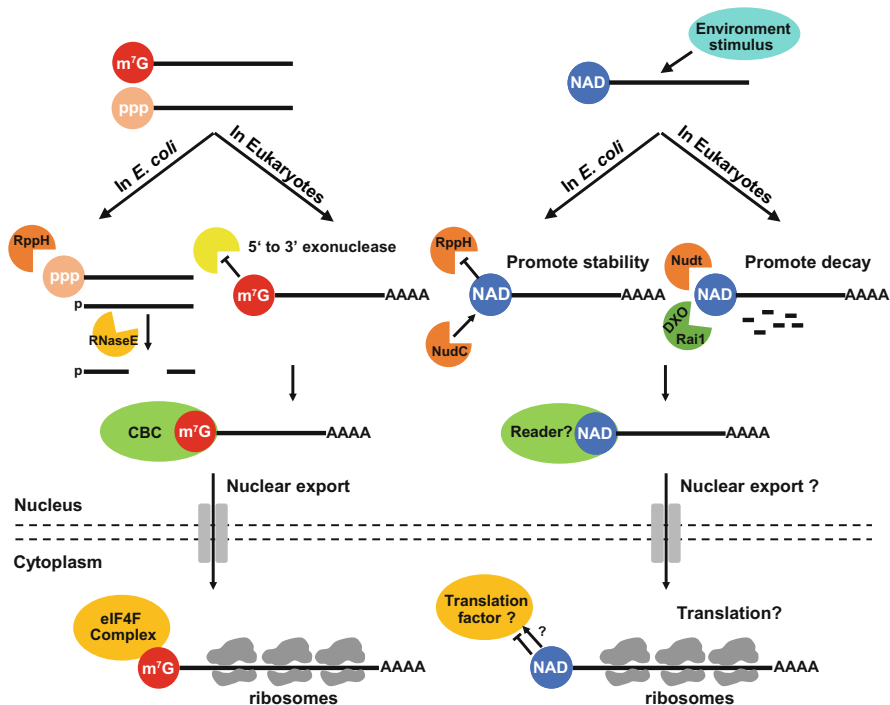 m⁷G
ppp
Environment
stimulus
NAD
In E. coli
In Eukaryotes
In E. coli
In Eukaryotes
RppH
ppp
p
RNaseE
p
5‘ to 3’ exonuclease
m⁷G
AAAA
RppH
Promote stability
NAD
AAAA
NudC
Nudt
Promote decay
NAD
AAAA
DXO
Rai1
CBC
m⁷G
AAAA
Reader?
NAD
AAAA
Nuclear export
Nuclear export ?
Nucleus
Cytoplasm
eIF4F
Complex
m⁷G
AAAA
ribosomes
Translation
factor ?
?
Translation?
NAD
AAAA
ribosomes